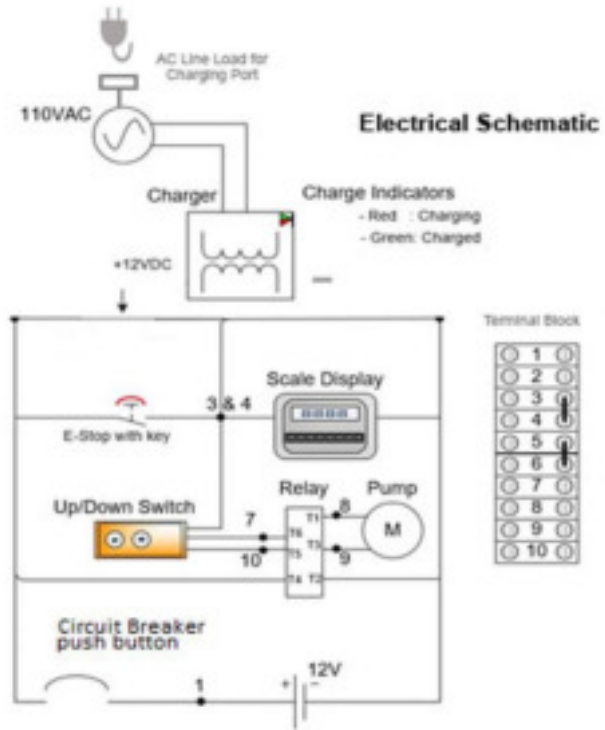 AC Line Load for
Charging Port
110VAC
Electrical Schematic
Charger
Charge Indicators
- Red : Charging
- Green: Charged
+12VDC
Terminal Block
1
2
3
4
5
6
7
8
9
10
Scale Display
3 & 4
E-Stop with key
Relay
Pump
Up/Down Switch
7
8
T1
M
T6
T5
T3
10
9
T4 T2
Circuit Breaker
push button
1
+
12V
−